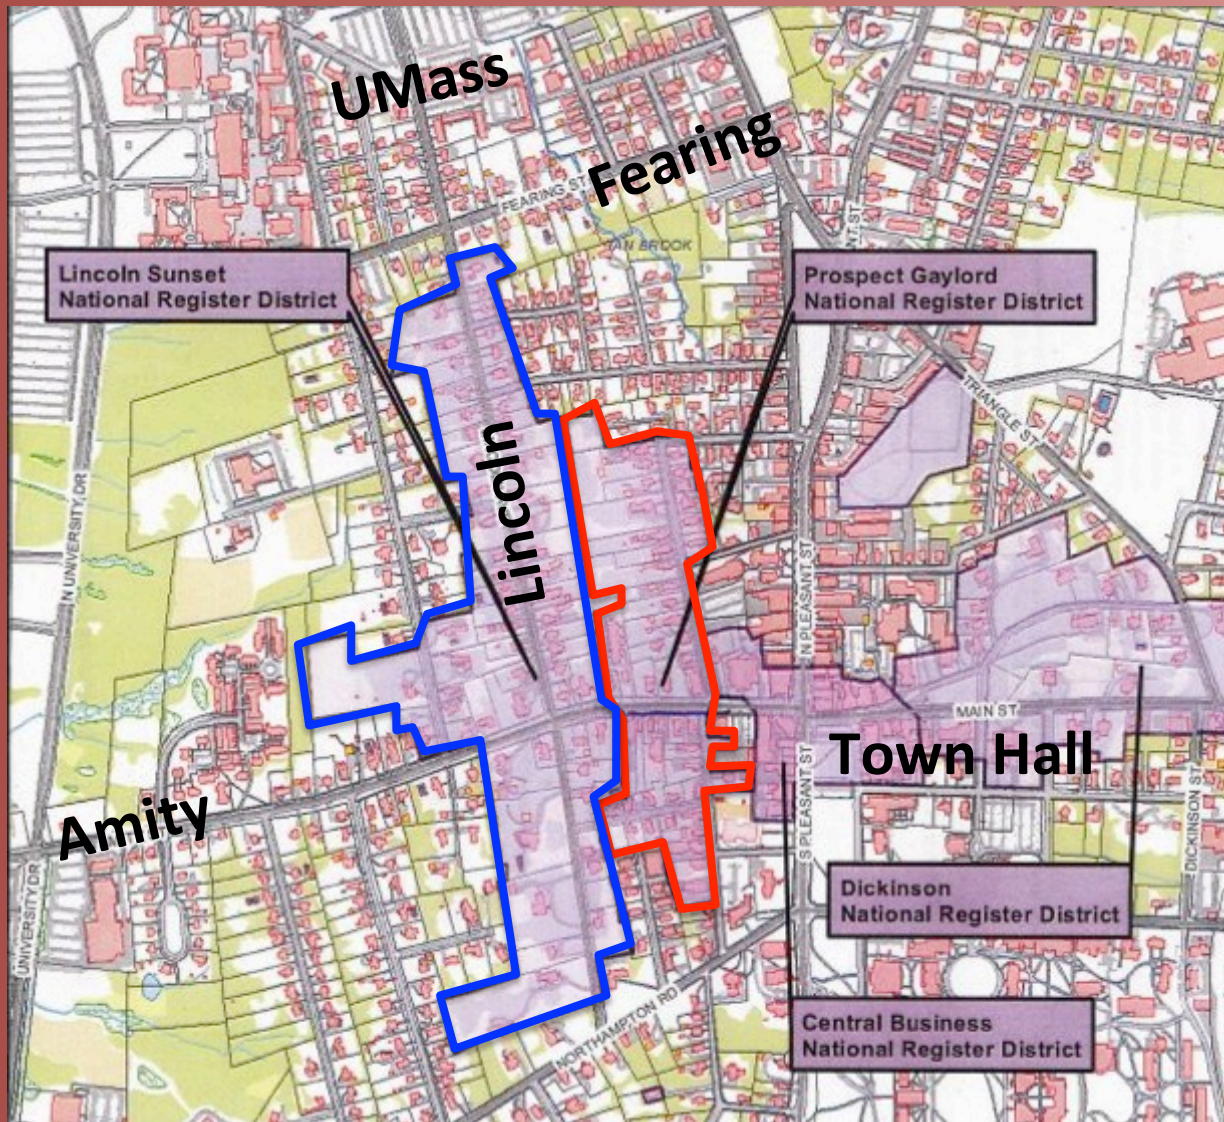 UMass
Fearing
FEARING ST
TAN BROOK
Lincoln Sunset
National Register District
Prospect Gaylord
National Register District
TRIANGLE ST
Lincoln
N UNIVERSITY DR
N PLEASANT ST
MAIN ST
Town Hall
Amity
S PLEASANT ST
DICKINSON ST
UNIVERSITY DR
Dickinson
National Register District
NORTHAMPTON RD
Central Business
National Register District